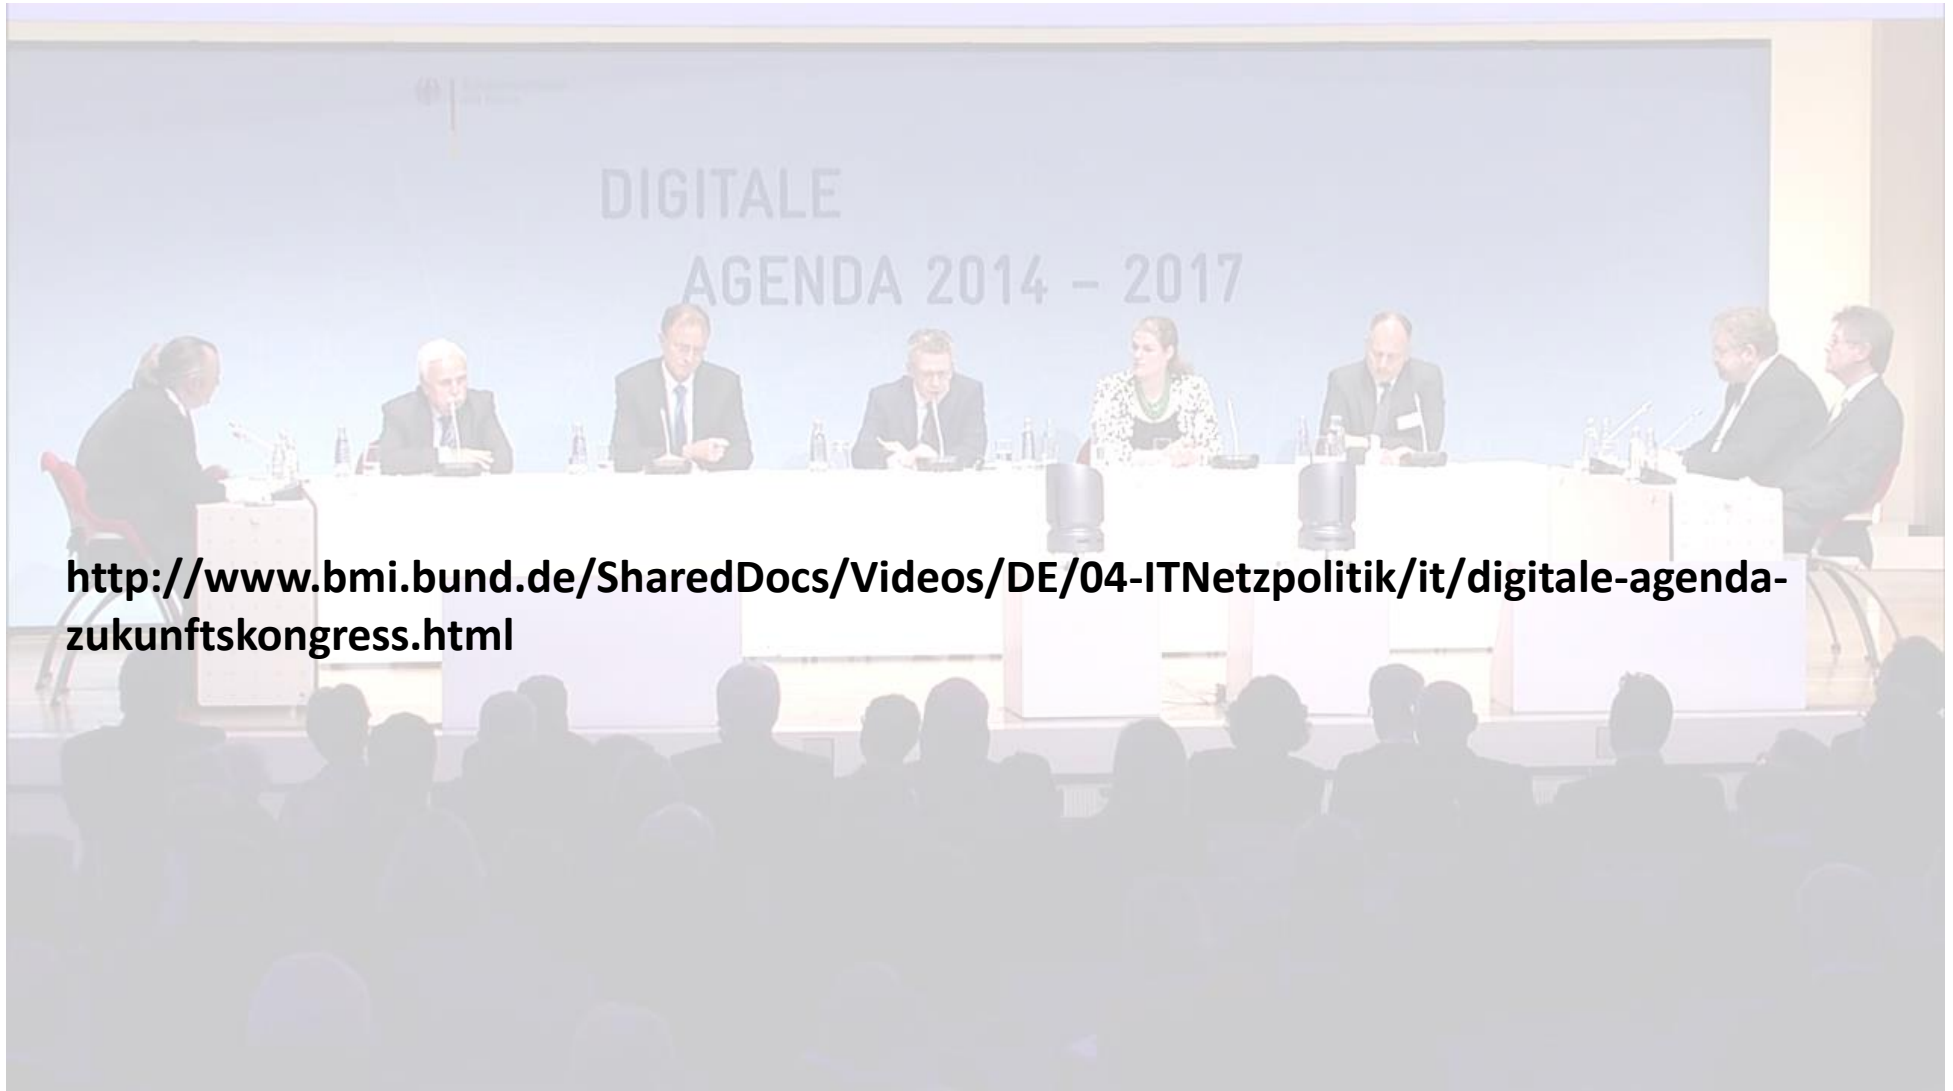 DIGITALE
AGENDA 2014 – 2017
http://www.bmi.bund.de/SharedDocs/Videos/DE/04-ITNetzpolitik/it/digitale-agenda-
zukunftskongress.html